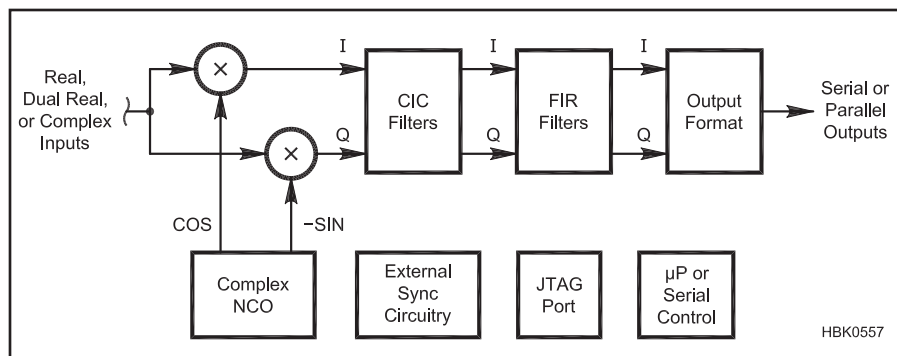 Real,
Dual Real,
or Complex
Inputs
×
×
I
Q
CIC
Filters
I
Q
FIR
Filters
I
Q
Output
Format
Serial or
Parallel
Outputs
COS
–SIN
Complex
NCO
External
Sync
Circuitry
JTAG
Port
µP or
Serial
Control
HBK0557